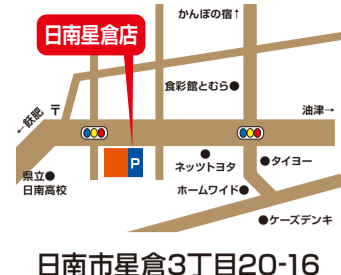 かんぽの宿↑
日南星倉店
食彩館とむら●
油津→
←飫肥
〒
P
ネッツトヨタ
●タイヨー
県立●
日南高校
ホームワイド●
●ケーズデンキ
日南市星倉3丁目20-16